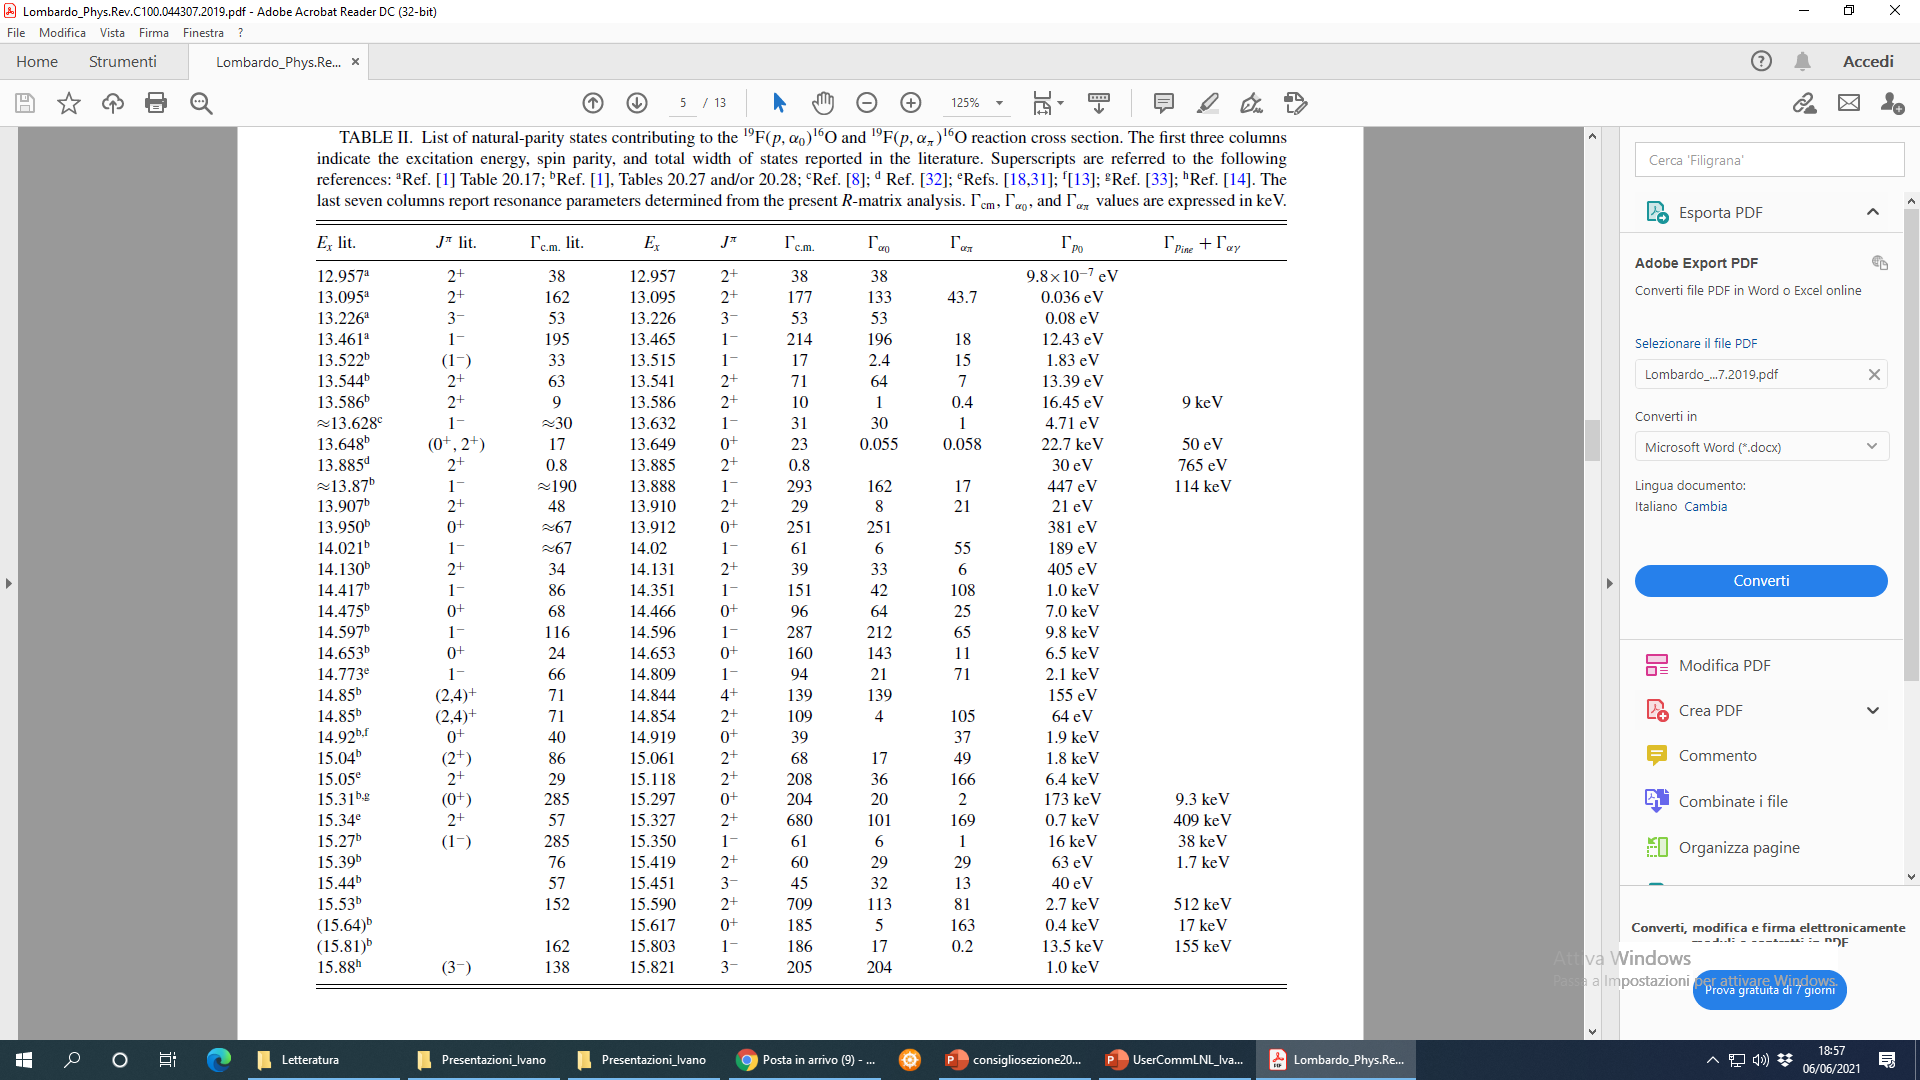 Lombardo_Phys.Rev.C100.044307.2019.pdf - Adobe Acrobat Reader DC (32-bit)
File Modifica Vista Firma Finestra ?
Home Strumenti Lombardo_Phys.Re... × Accedi
5 / 13 125%
TABLE II. List of natural-parity states contributing to the ¹⁹F(p, α₀)¹⁶O and ¹⁹F(p, απ)¹⁶O reaction cross section. The first three columns
indicate the excitation energy, spin parity, and total width of states reported in the literature. Superscripts are referred to the following
references: ᵃRef. [1] Table 20.17; ᵇRef. [1], Tables 20.27 and/or 20.28; ᶜRef. [8]; ᵈ Ref. [32]; ᵉRefs. [18,31]; ᶠ[13]; ᵍRef. [33]; ʰRef. [14]. The
last seven columns report resonance parameters determined from the present R-matrix analysis. Γcm, Γα₀, and Γαπ values are expressed in keV.
Ex lit. Jπ lit. Γc.m. lit. Ex Jπ Γc.m. Γα₀ Γαπ Γp₀ Γpine + Γαγ
12.957ᵃ 2⁺ 38 12.957 2⁺ 38 38 9.8×10⁻⁷ eV
13.095ᵃ 2⁺ 162 13.095 2⁺ 177 133 43.7 0.036 eV
13.226ᵃ 3⁻ 53 13.226 3⁻ 53 53 0.08 eV
13.461ᵃ 1⁻ 195 13.465 1⁻ 214 196 18 12.43 eV
13.522ᵇ (1⁻) 33 13.515 1⁻ 17 2.4 15 1.83 eV
13.544ᵇ 2⁺ 63 13.541 2⁺ 71 64 7 13.39 eV
13.586ᵇ 2⁺ 9 13.586 2⁺ 10 1 0.4 16.45 eV 9 keV
≈13.628ᶜ 1⁻ ≈30 13.632 1⁻ 31 30 1 4.71 eV
13.648ᵇ (0⁺, 2⁺) 17 13.649 0⁺ 23 0.055 0.058 22.7 keV 50 eV
13.885ᵈ 2⁺ 0.8 13.885 2⁺ 0.8 30 eV 765 eV
≈13.87ᵇ 1⁻ ≈190 13.888 1⁻ 293 162 17 447 eV 114 keV
13.907ᵇ 2⁺ 48 13.910 2⁺ 29 8 21 21 eV
13.950ᵇ 0⁺ ≈67 13.912 0⁺ 251 251 381 eV
14.021ᵇ 1⁻ ≈67 14.02 1⁻ 61 6 55 189 eV
14.130ᵇ 2⁺ 34 14.131 2⁺ 39 33 6 405 eV
14.417ᵇ 1⁻ 86 14.351 1⁻ 151 42 108 1.0 keV
14.475ᵇ 0⁺ 68 14.466 0⁺ 96 64 25 7.0 keV
14.597ᵇ 1⁻ 116 14.596 1⁻ 287 212 65 9.8 keV
14.653ᵇ 0⁺ 24 14.653 0⁺ 160 143 11 6.5 keV
14.773ᵉ 1⁻ 66 14.809 1⁻ 94 21 71 2.1 keV
14.85ᵇ (2,4)⁺ 71 14.844 4⁺ 139 139 155 eV
14.85ᵇ (2,4)⁺ 71 14.854 2⁺ 109 4 105 64 eV
14.92ᵇ,ᶠ 0⁺ 40 14.919 0⁺ 39 37 1.9 keV
15.04ᵇ (2⁺) 86 15.061 2⁺ 68 17 49 1.8 keV
15.05ᵉ 2⁺ 29 15.118 2⁺ 208 36 166 6.4 keV
15.31ᵇ,ᵍ (0⁺) 285 15.297 0⁺ 204 20 2 173 keV 9.3 keV
15.34ᵉ 2⁺ 57 15.327 2⁺ 680 101 169 0.7 keV 409 keV
15.27ᵇ (1⁻) 285 15.350 1⁻ 61 6 1 16 keV 38 keV
15.39ᵇ 76 15.419 2⁺ 60 29 29 63 eV 1.7 keV
15.44ᵇ 57 15.451 3⁻ 45 32 13 40 eV
15.53ᵇ 152 15.590 2⁺ 709 113 81 2.7 keV 512 keV
(15.64)ᵇ 15.617 0⁺ 185 5 163 0.4 keV 17 keV
(15.81)ᵇ 162 15.803 1⁻ 186 17 0.2 13.5 keV 155 keV
15.88ʰ (3⁻) 138 15.821 3⁻ 205 204 1.0 keV
Cerca 'Filigrana'
Esporta PDF
Adobe Export PDF
Converti file PDF in Word o Excel online
Selezionare il file PDF
Lombardo_...7.2019.pdf
Converti in
Microsoft Word (*.docx)
Lingua documento:
Italiano Cambia
Converti
Modifica PDF
Crea PDF
Commento
Combinate i file
Organizza pagine
Converti, modifica e firma elettronicamente
moduli e contratti in PDF
Attiva Windows
Passa a Impostazioni per attivare Windows.
Prova gratuita di 7 giorni
Letteratura
Presentazioni_Ivano
Presentazioni_Ivano
Posta in arrivo (9) - ...
consigliosezione20...
UserCommLNL_Iva...
Lombardo_Phys.Re...
18:57
06/06/2021